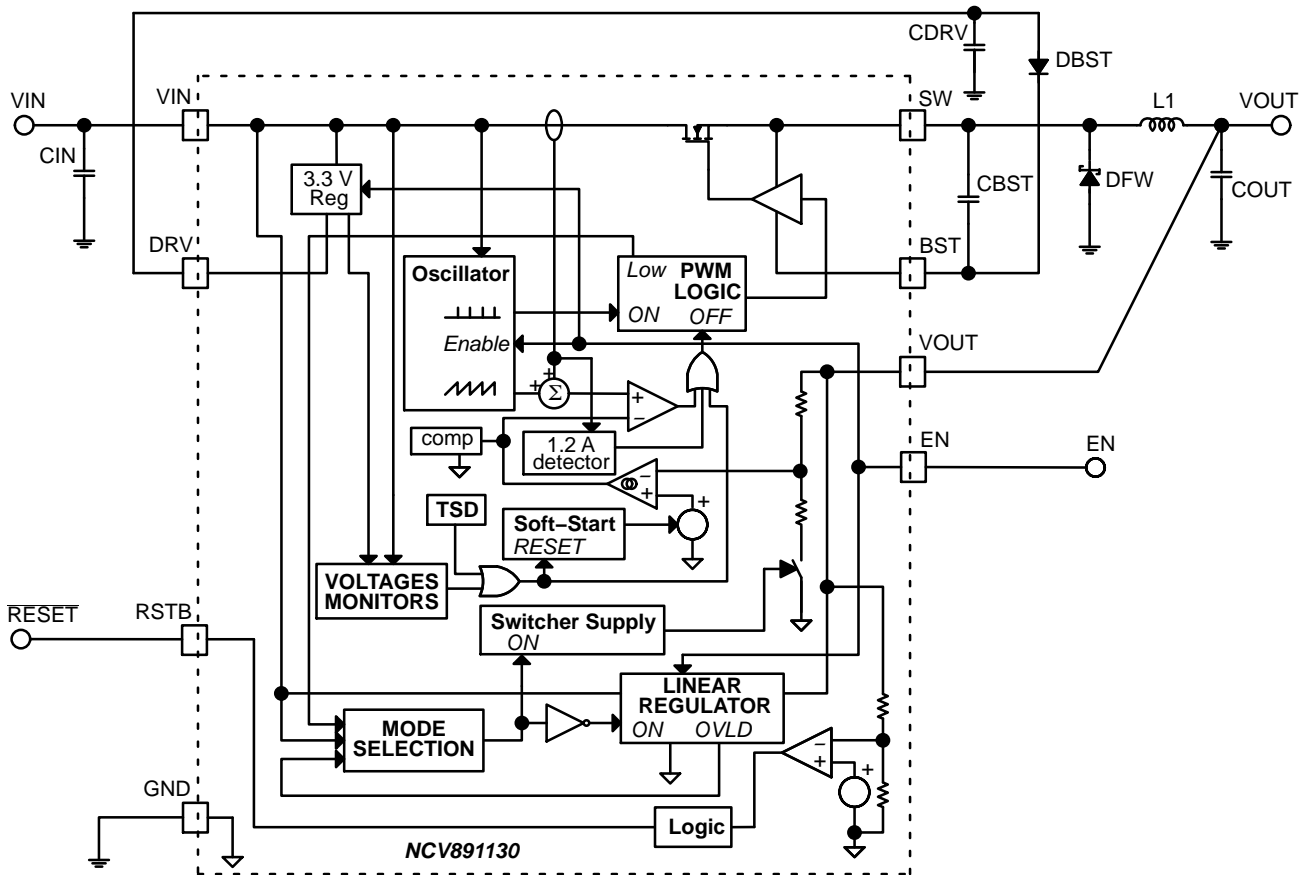 CDRV
DBST
VIN
VIN
SW
L1
VOUT
CIN
3.3 V
Reg
CBST
DFW
COUT
DRV
BST
Oscillator
Low
PWM
LOGIC
ON
OFF
Enable
VOUT
+
+
Σ
+
−
comp
1.2 A
detector
EN
EN
−
+
TSD
+
Soft−Start
RESET
VOLTAGES
MONITORS
RESET
RSTB
Switcher Supply
ON
LINEAR
REGULATOR
ON
OVLD
MODE
SELECTION
−
+
+
GND
Logic
NCV891130